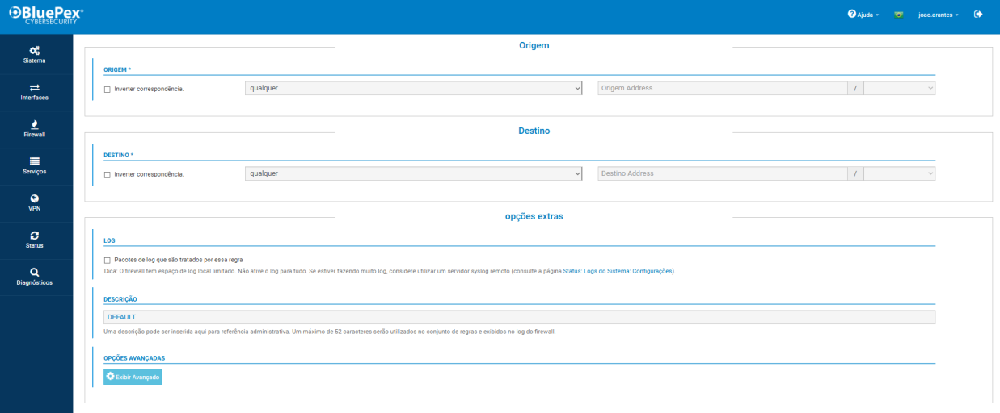 BluePex®
CYBERSECURITY
Ajuda
joao.arantes
Sistema
Interfaces
Firewall
Serviços
VPN
Status
Diagnósticos
Origem
ORIGEM *
Inverter correspondência.
qualquer
Origem Address
/
Destino
DESTINO *
Inverter correspondência.
qualquer
Destino Address
/
opções extras
LOG
Pacotes de log que são tratados por essa regra
Dica: O firewall tem espaço de log local limitado. Não ative o log para tudo. Se estiver fazendo muito log, considere utilizar um servidor syslog remoto (consulte a página Status: Logs do Sistema: Configurações).
DESCRIÇÃO
DEFAULT
Uma descrição pode ser inserida aqui para referência administrativa. Um máximo de 52 caracteres serão utilizados no conjunto de regras e exibidos no log do firewall.
OPÇÕES AVANÇADAS
Exibir Avançado